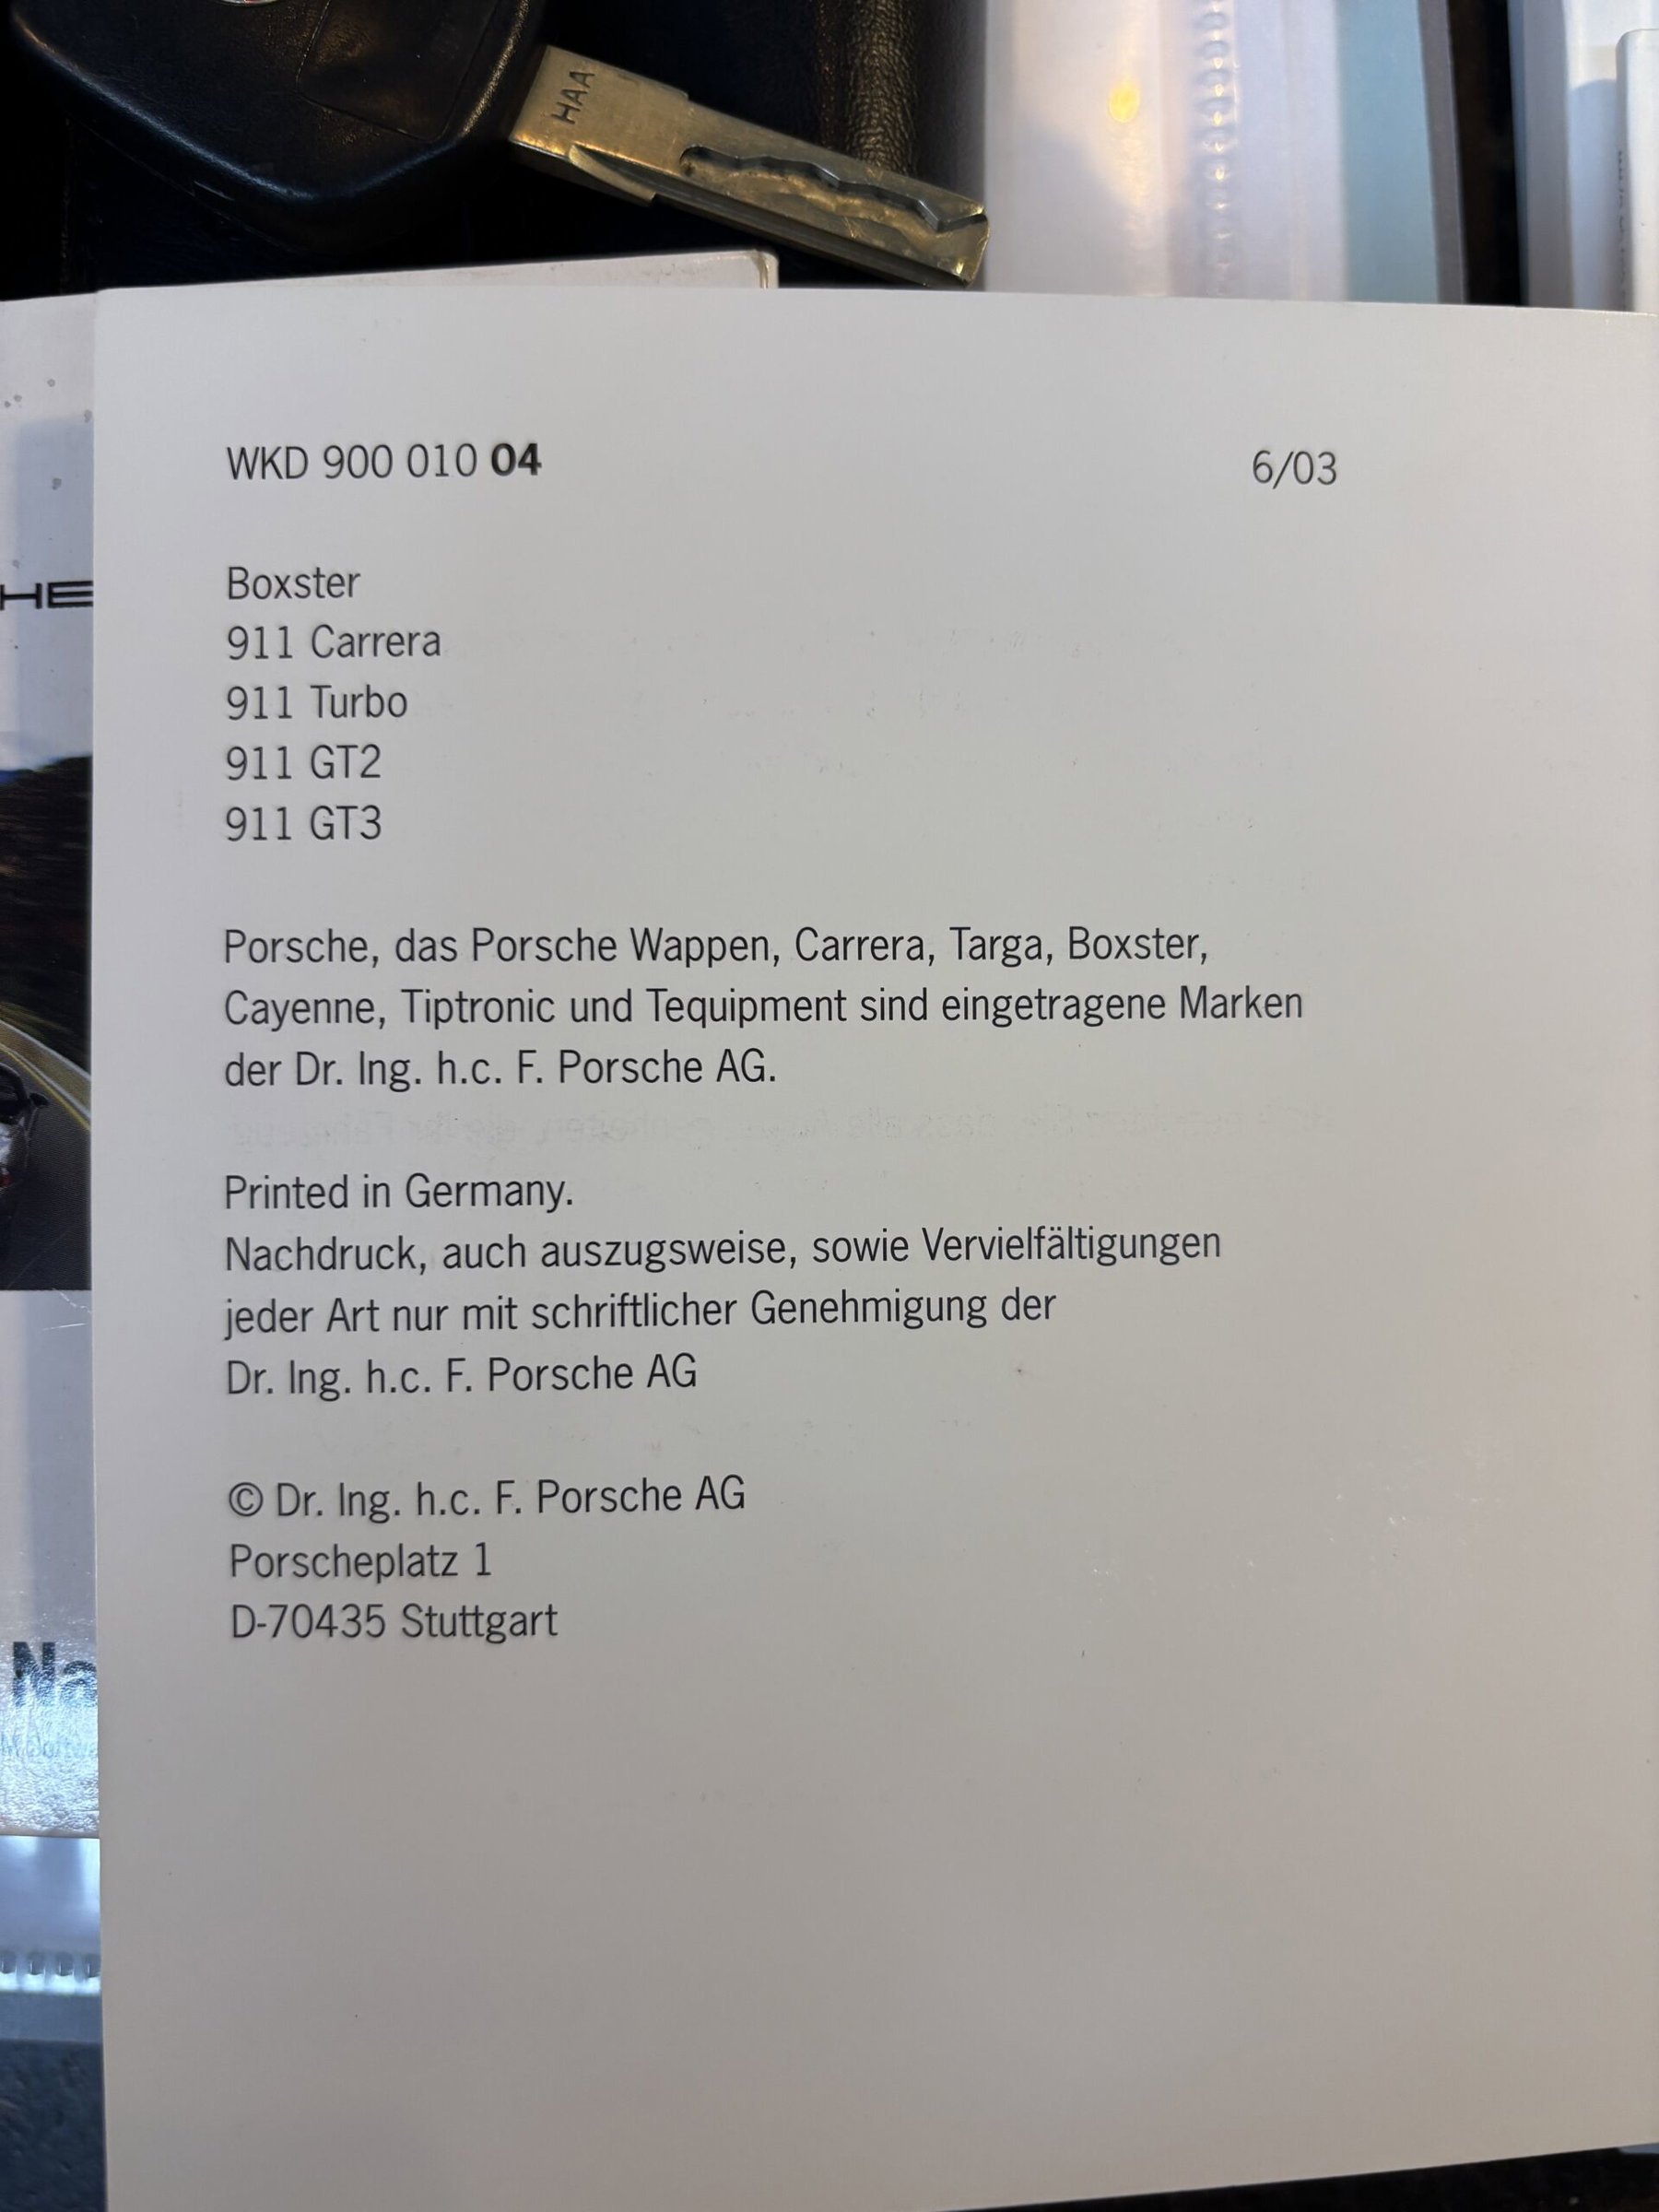 HAA
WKD 900 010 04 6/03
Boxster
911 Carrera
911 Turbo
911 GT2
911 GT3
Porsche, das Porsche Wappen, Carrera, Targa, Boxster,
Cayenne, Tiptronic und Tequipment sind eingetragene Marken
der Dr. Ing. h.c. F. Porsche AG.
Printed in Germany.
Nachdruck, auch auszugsweise, sowie Vervielfältigungen
jeder Art nur mit schriftlicher Genehmigung der
Dr. Ing. h.c. F. Porsche AG
© Dr. Ing. h.c. F. Porsche AG
Porscheplatz 1
D-70435 Stuttgart
HE
Na